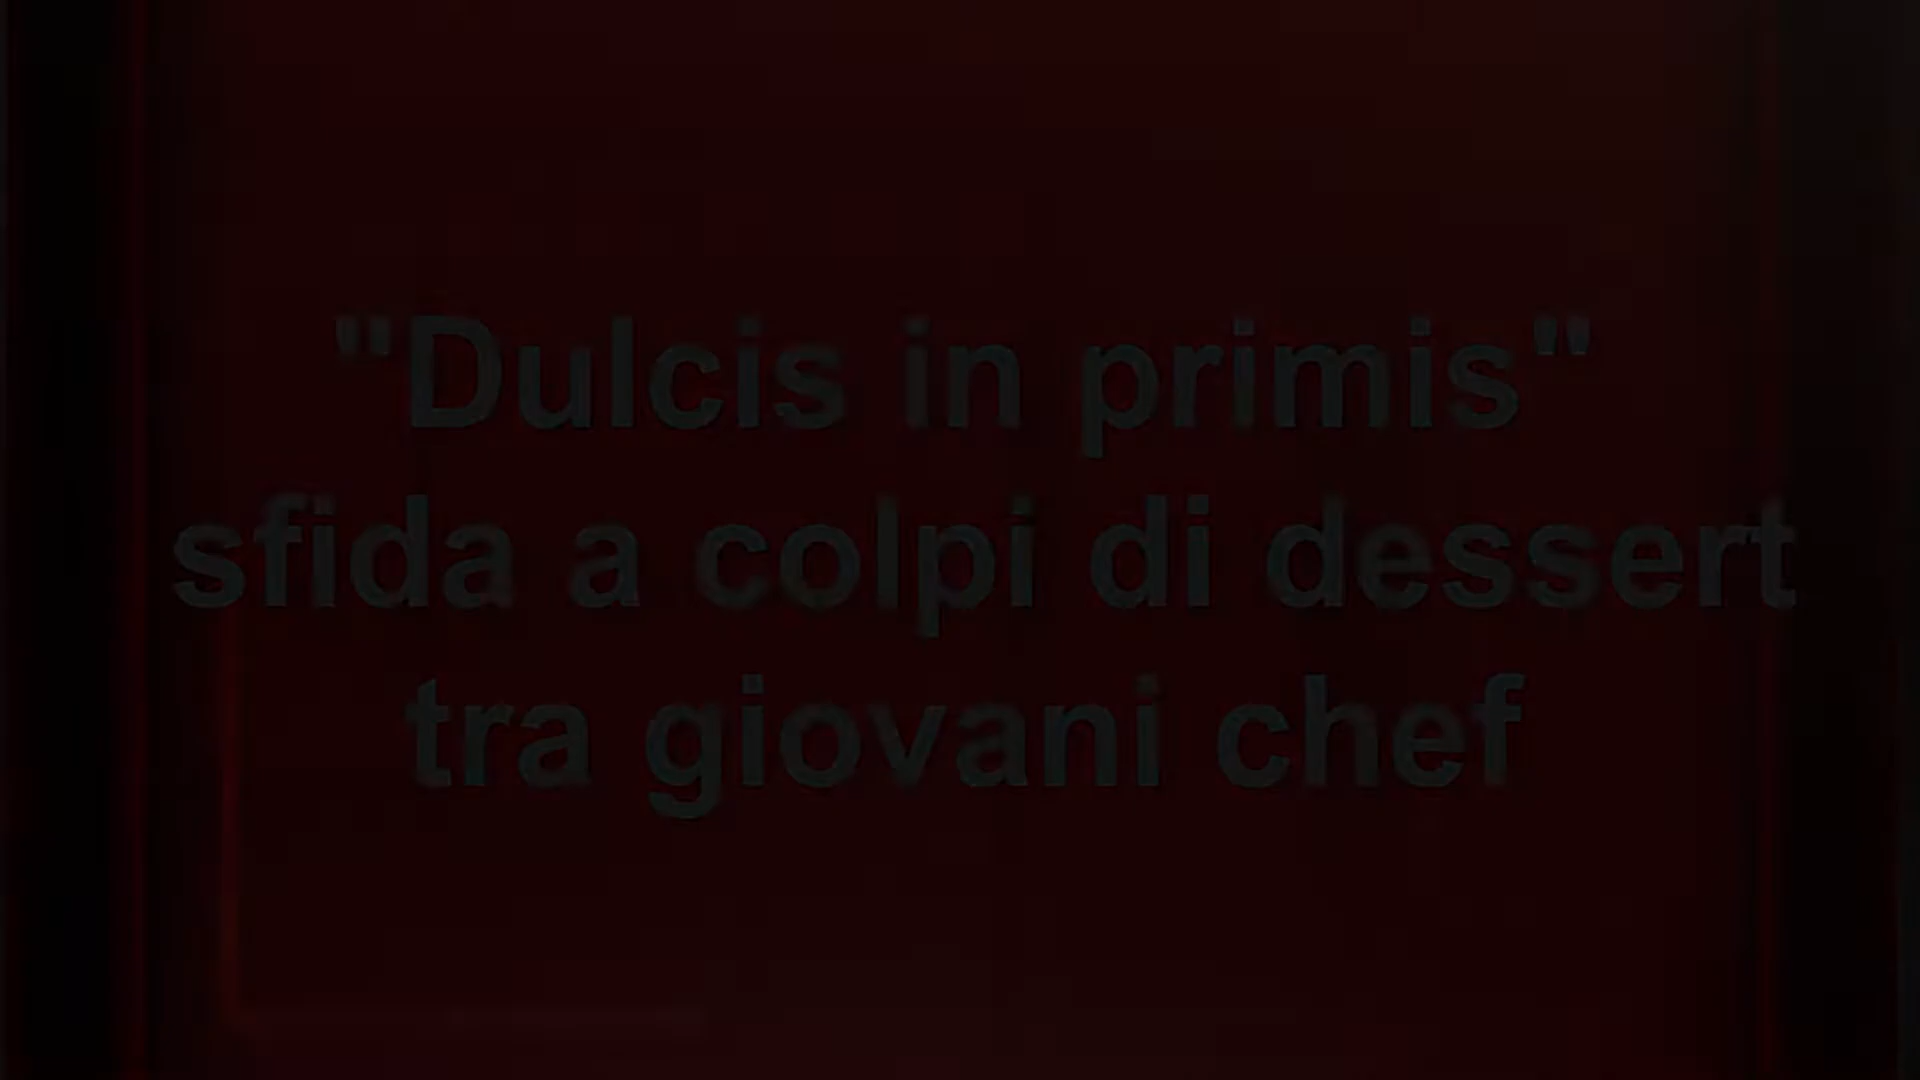 "Dulcis in primis"
sfida a colpi di dessert
tra giovani chef